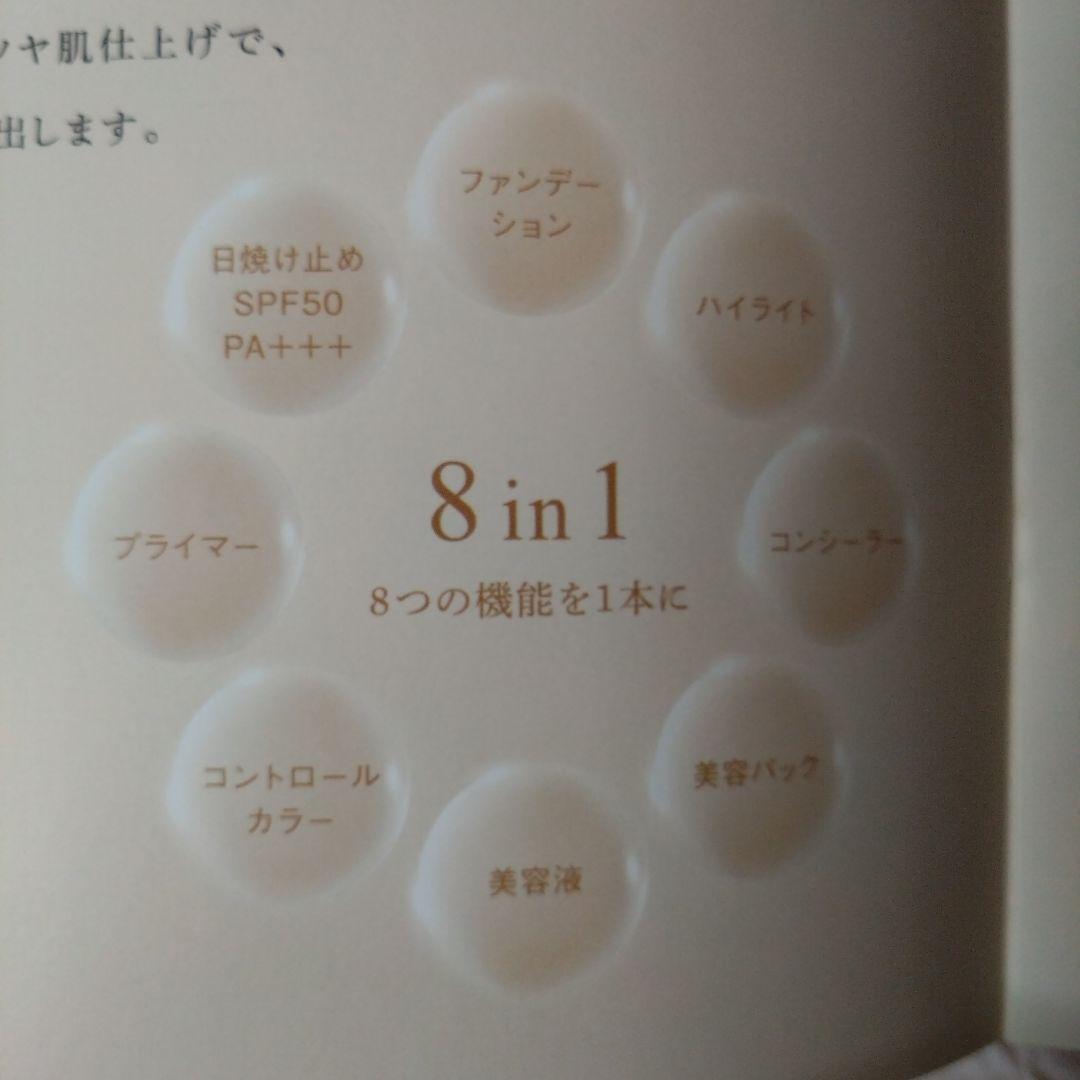 ツヤ肌仕上げで、
出します。
ファンデー
ション
日焼け止め
SPF50
PA+++
ハイライト
プライマー
8 in 1
8つの機能を1本に
コンシーラー
コントロール
カラー
美容パック
美容液